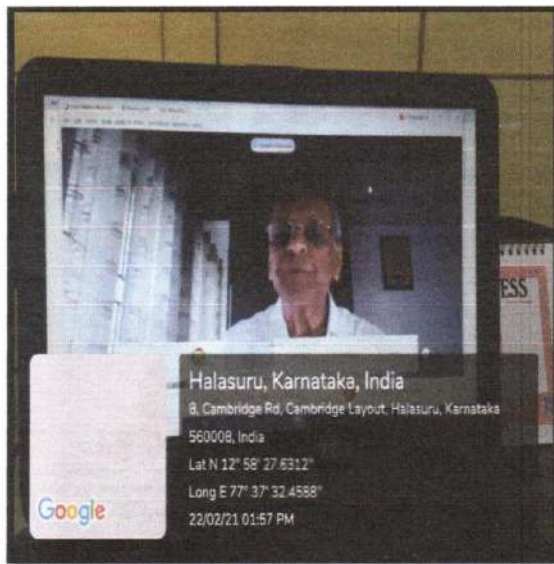 ESS
Halasuru, Karnataka, India
8, Cambridge Rd, Cambridge Layout, Halasuru, Karnataka
560008, India
Lat N 12° 58' 27.6312"
Long E 77° 37' 32.4588"
22/02/21 01:57 PM
Google